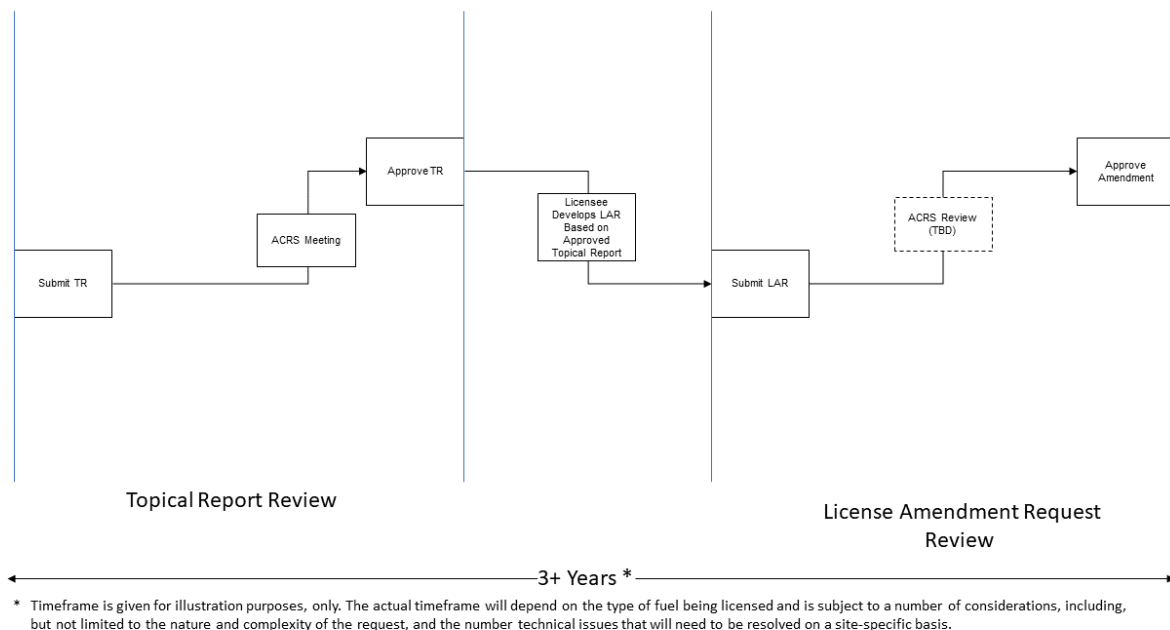 Approve TR
Approve
Amendment
Licensee
Develops LAR
Based on
Approved
Topical Report
ACRS Review
(TBD)
ACRS Meeting
Submit TR
Submit LAR
Topical Report Review
License Amendment Request
Review
3+ Years *
* Timeframe is given for illustration purposes, only. The actual timeframe will depend on the type of fuel being licensed and is subject to a number of considerations, including,
but not limited to the nature and complexity of the request, and the number technical issues that will need to be resolved on a site-specific basis.